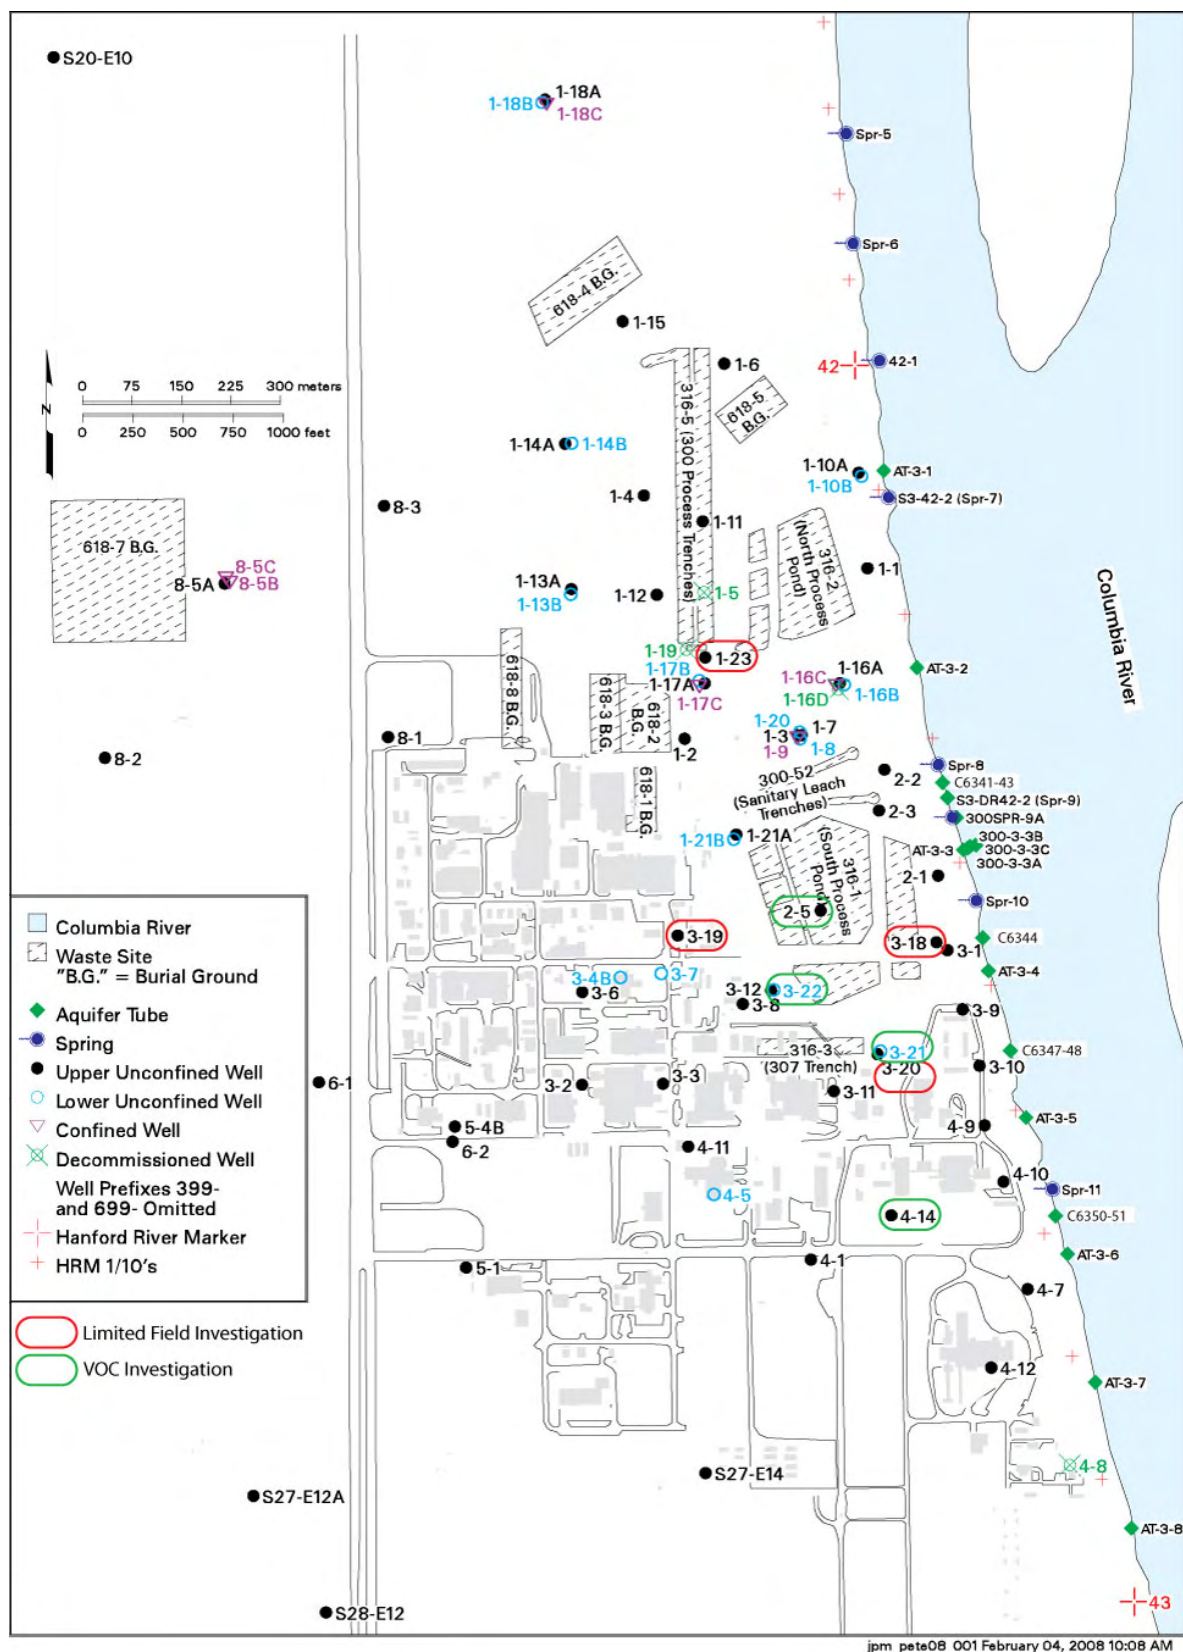 S20-E10
1-18A
1-18B
1-18C
Spr-5
Spr-6
618-4 B.G.
1-15
1-6
42
42-1
0 75 150 225 300 meters
0 250 500 750 1000 feet
N
316-5 (300 Process Trenches)
618-5
B.G.
1-14A
1-14B
1-10A
1-10B
AT-3-1
S3-42-2 (Spr-7)
8-3
1-4
1-11
316-2
(North Process
Pond)
618-7 B.G.
8-5C
8-5A
8-5B
1-13A
1-13B
1-12
1-5
1-1
Columbia River
1-19
1-23
1-17B
1-17A
1-17C
1-16C
1-16A
1-16D
1-16B
AT-3-2
618-8 B.G.
618-3 B.G.
618-2
B.G.
1-20
1-7
1-3
1-9
1-8
8-1
8-2
1-2
Spr-8
300-52
(Sanitary Leach
Trenches)
2-2
C6341-43
S3-DR42-2 (Spr-9)
618-1 B.G.
2-3
300SPR-9A
1-21A
1-21B
300-3-3B
AT-3-3
300-3-3C
300-3-3A
316-1
(South Process
Pond)
2-1
Spr-10
2-5
3-19
3-18
3-1
C6344
3-4B
3-7
AT-3-4
3-6
3-12
3-22
3-8
3-9
3-21
316-3
(307 Trench)
3-20
C6347-48
3-10
6-1
3-2
3-3
3-11
5-4B
6-2
4-11
4-9
AT-3-5
4-5
4-10
Spr-11
4-14
C6350-51
AT-3-6
5-1
4-1
4-7
4-12
AT-3-7
S27-E14
4-8
S27-E12A
AT-3-8
S28-E12
43
Columbia River
Waste Site
"B.G." = Burial Ground
Aquifer Tube
Spring
Upper Unconfined Well
Lower Unconfined Well
Confined Well
Decommissioned Well
Well Prefixes 399-
and 699- Omitted
Hanford River Marker
HRM 1/10's
Limited Field Investigation
VOC Investigation
jpm_pete08_001 February 04, 2008 10:08 AM